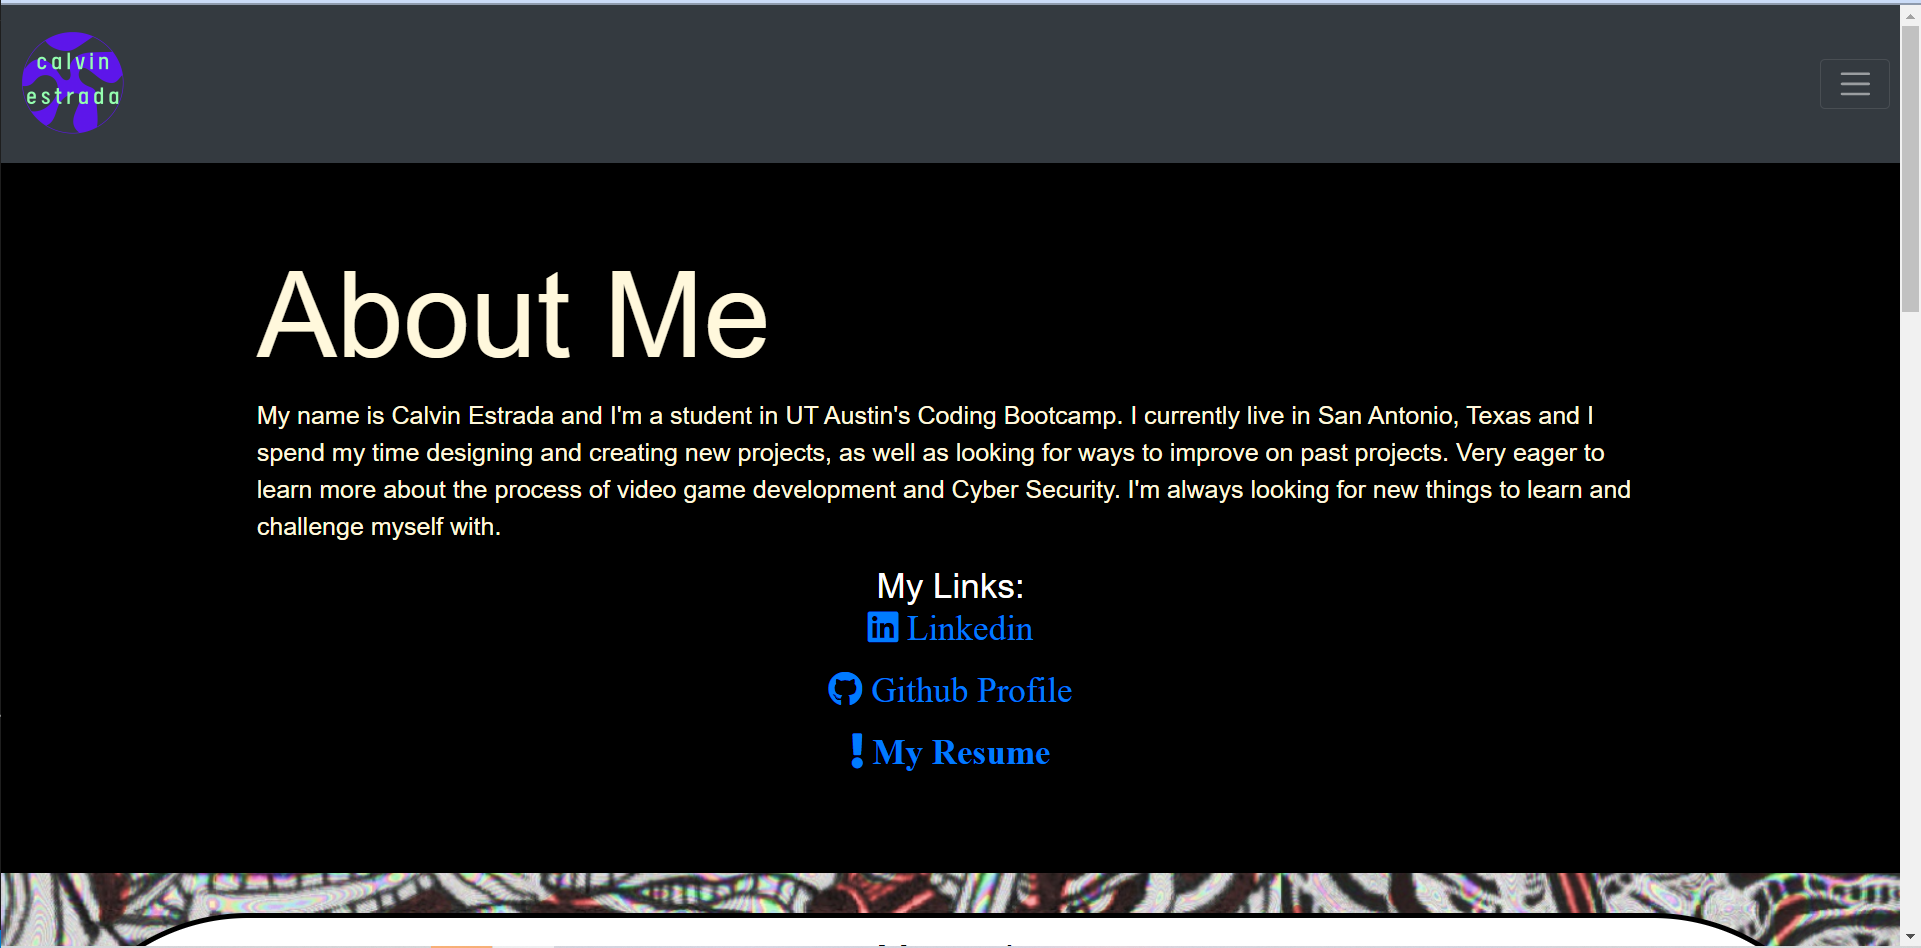 calvin
estrada
About Me
My name is Calvin Estrada and I'm a student in UT Austin's Coding Bootcamp. I currently live in San Antonio, Texas and I
spend my time designing and creating new projects, as well as looking for ways to improve on past projects. Very eager to
learn more about the process of video game development and Cyber Security. I'm always looking for new things to learn and
challenge myself with.
My Links:
Linkedin
Github Profile
My Resume